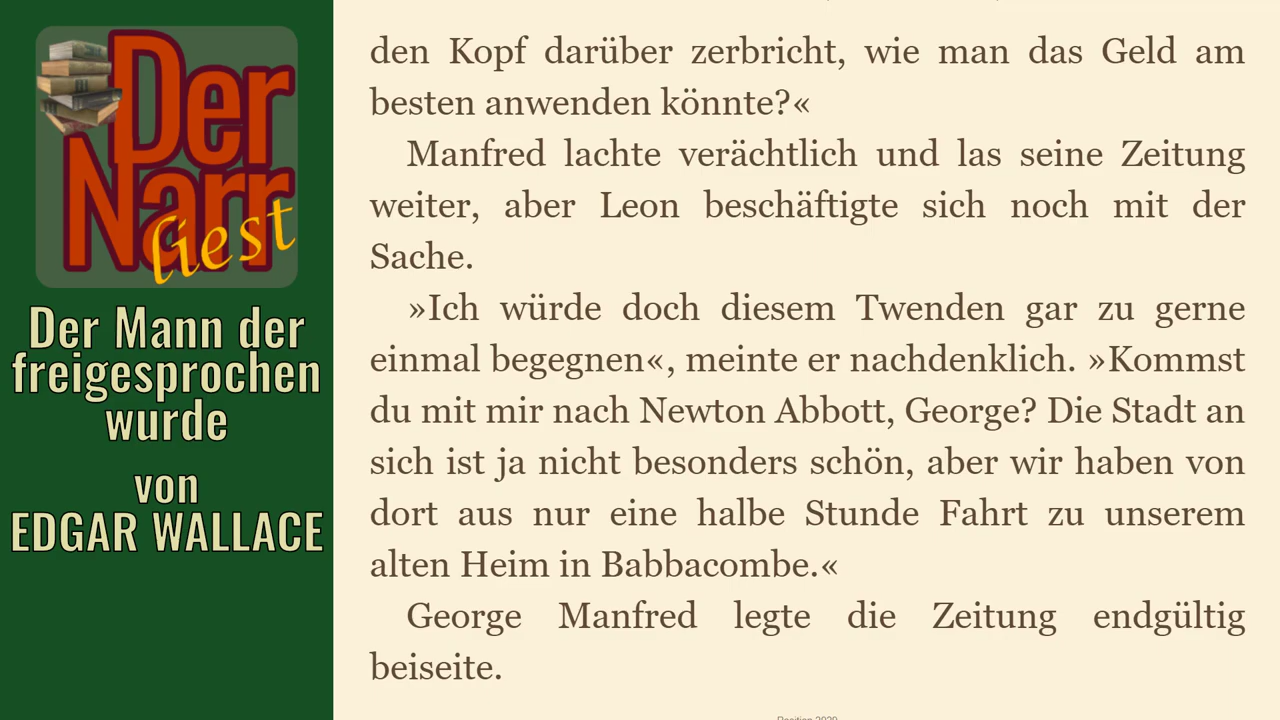 Der
Narr
liest
Der Mann der
freigesprochen
wurde
von
EDGAR WALLACE
den Kopf darüber zerbricht, wie man das Geld am
besten anwenden könnte?«
Manfred lachte verächtlich und las seine Zeitung
weiter, aber Leon beschäftigte sich noch mit der
Sache.
»Ich würde doch diesem Twenden gar zu gerne
einmal begegnen«, meinte er nachdenklich. »Kommst
du mit mir nach Newton Abbott, George? Die Stadt an
sich ist ja nicht besonders schön, aber wir haben von
dort aus nur eine halbe Stunde Fahrt zu unserem
alten Heim in Babbacombe.«
George Manfred legte die Zeitung endgültig
beiseite.